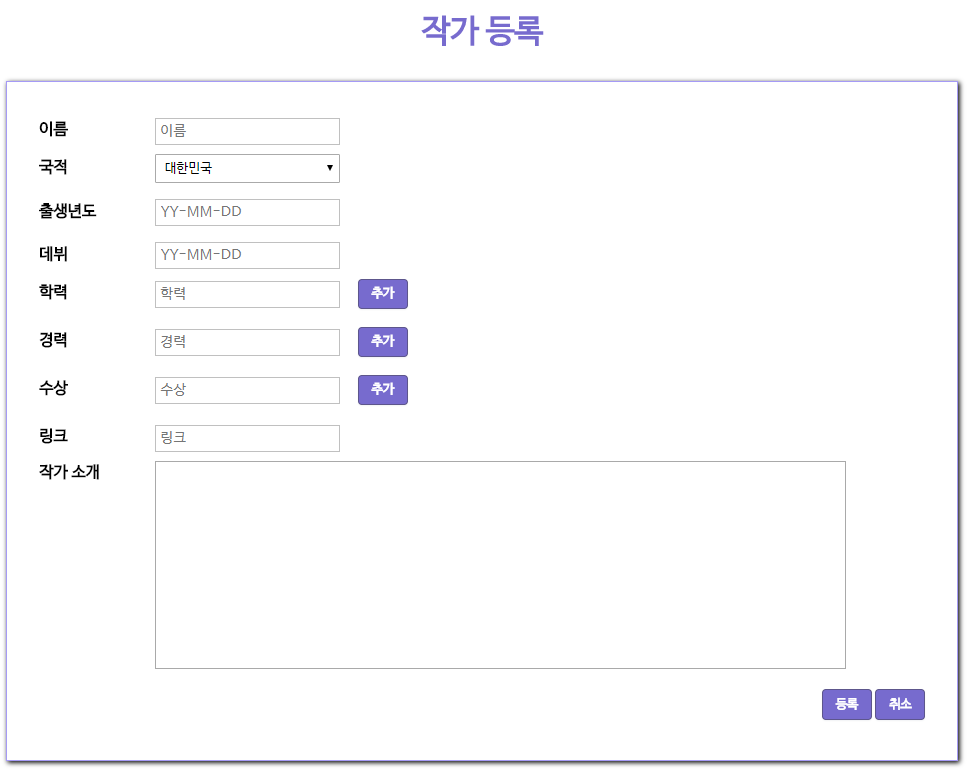 작가 등록
이름 이름
국적 대한민국
출생년도 YY-MM-DD
데뷔 YY-MM-DD
학력 학력 추가
경력 경력 추가
수상 수상 추가
링크 링크
작가 소개
등록 취소